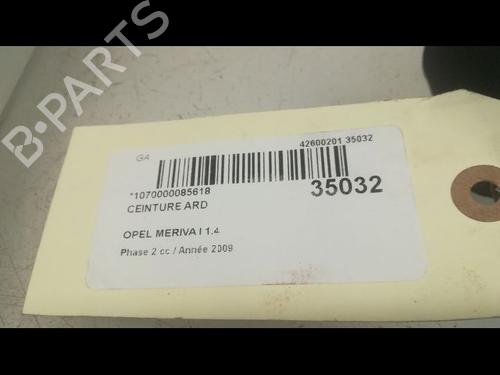 B-PARTS
GA
42600201 35032
*1070000085618
35032
CEINTURE ARD
OPEL MERIVA I 1.4
Phase 2 cc / Année 2009